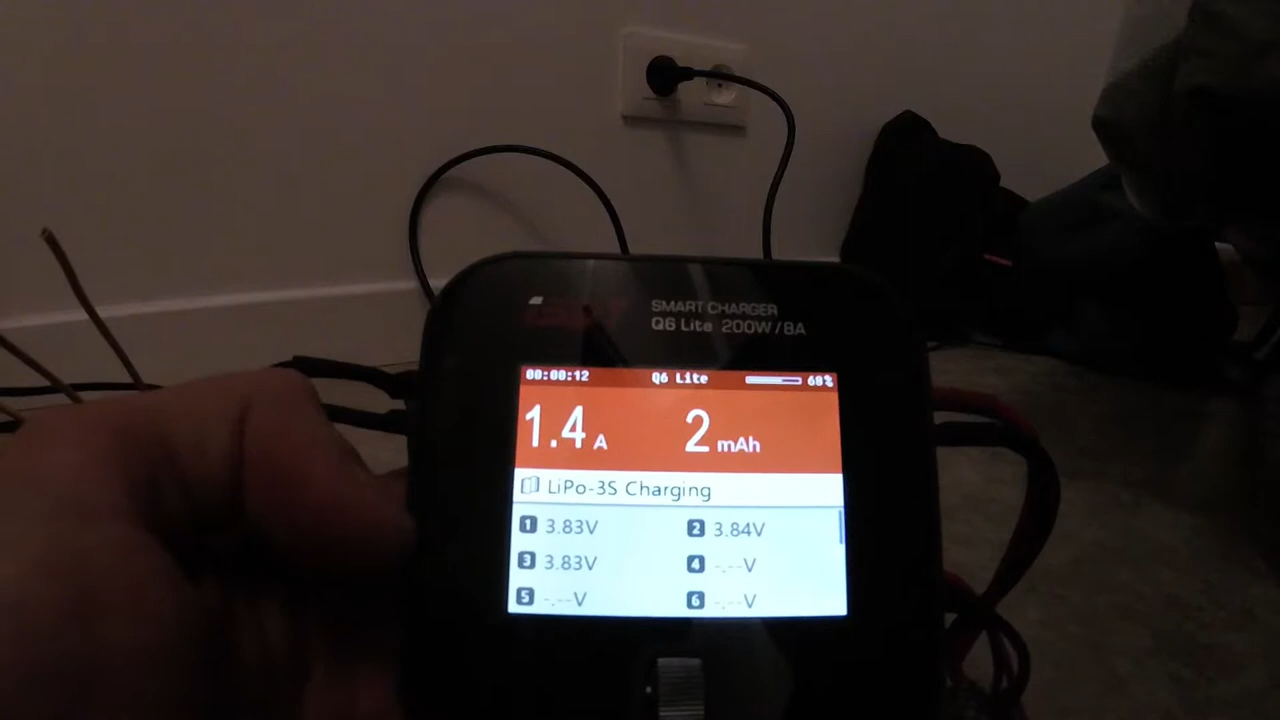 SMART CHARGER
Q6 Lite 200W/8A
00:00:12 Q6 Lite 68%
1.4 A 2 mAh
LiPo-3S Charging
1 3.83V 2 3.84V
3 3.83V 4 -.--V
5 -.--V 6 -.--V